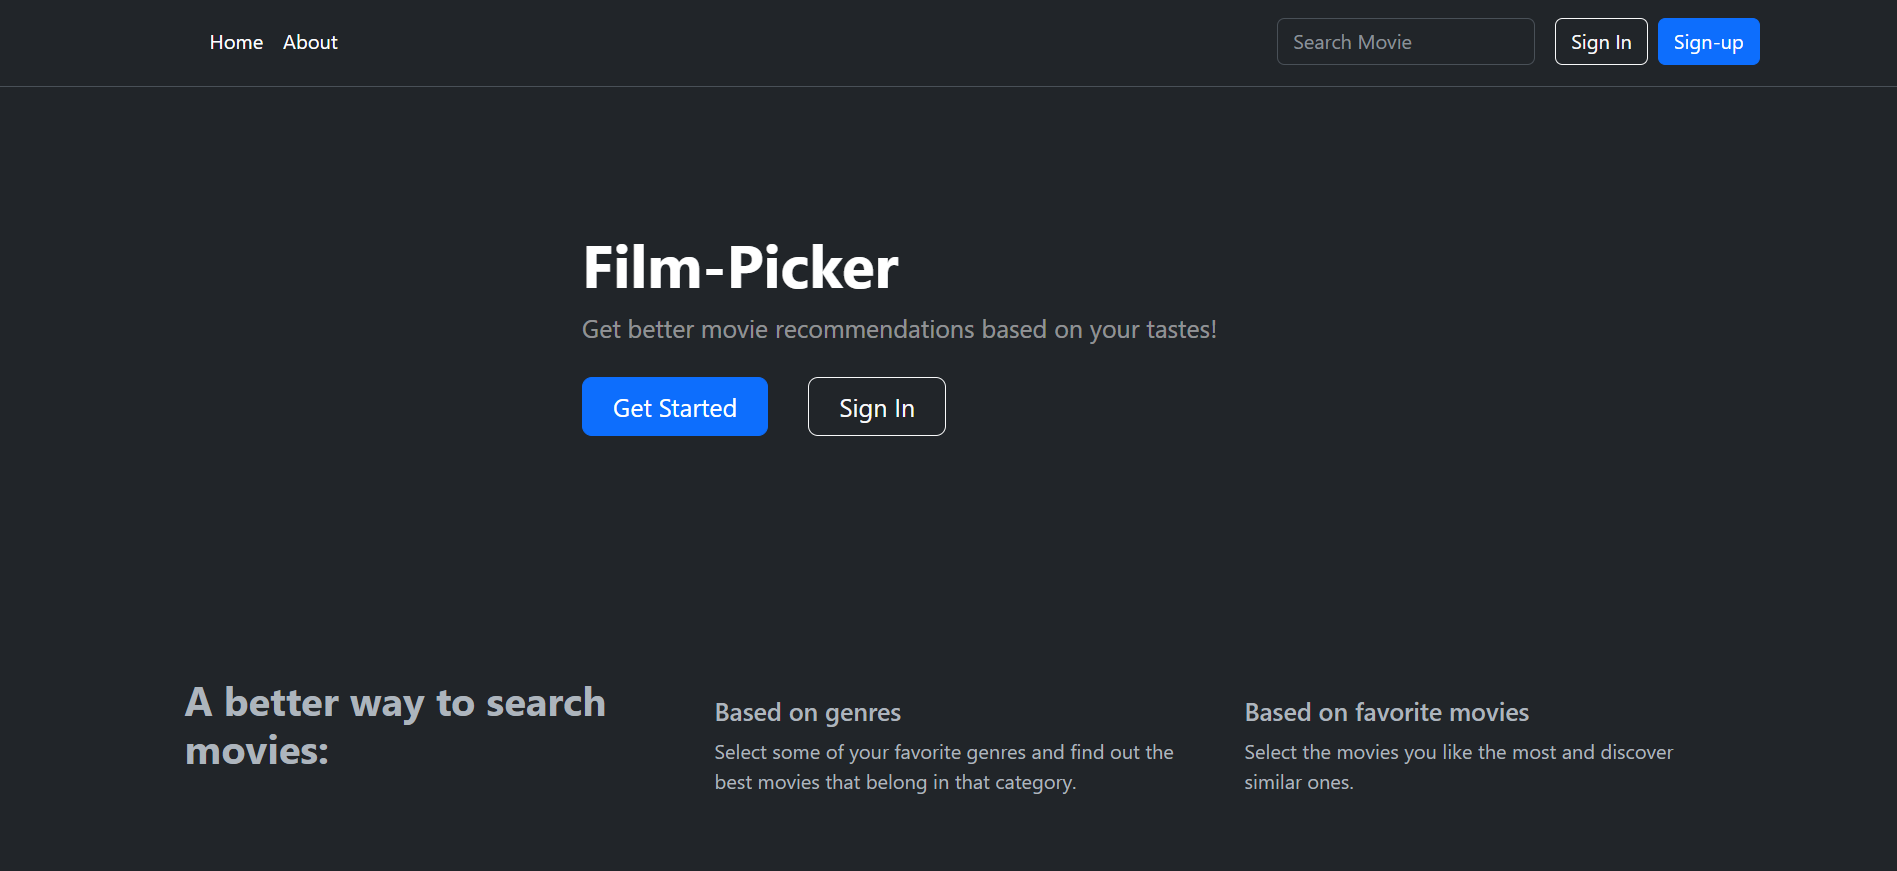 Home About Search Movie Sign In Sign-up
Film-Picker
Get better movie recommendations based on your tastes!
Get Started Sign In
A better way to search
movies:
Based on genres
Select some of your favorite genres and find out the
best movies that belong in that category.
Based on favorite movies
Select the movies you like the most and discover
similar ones.